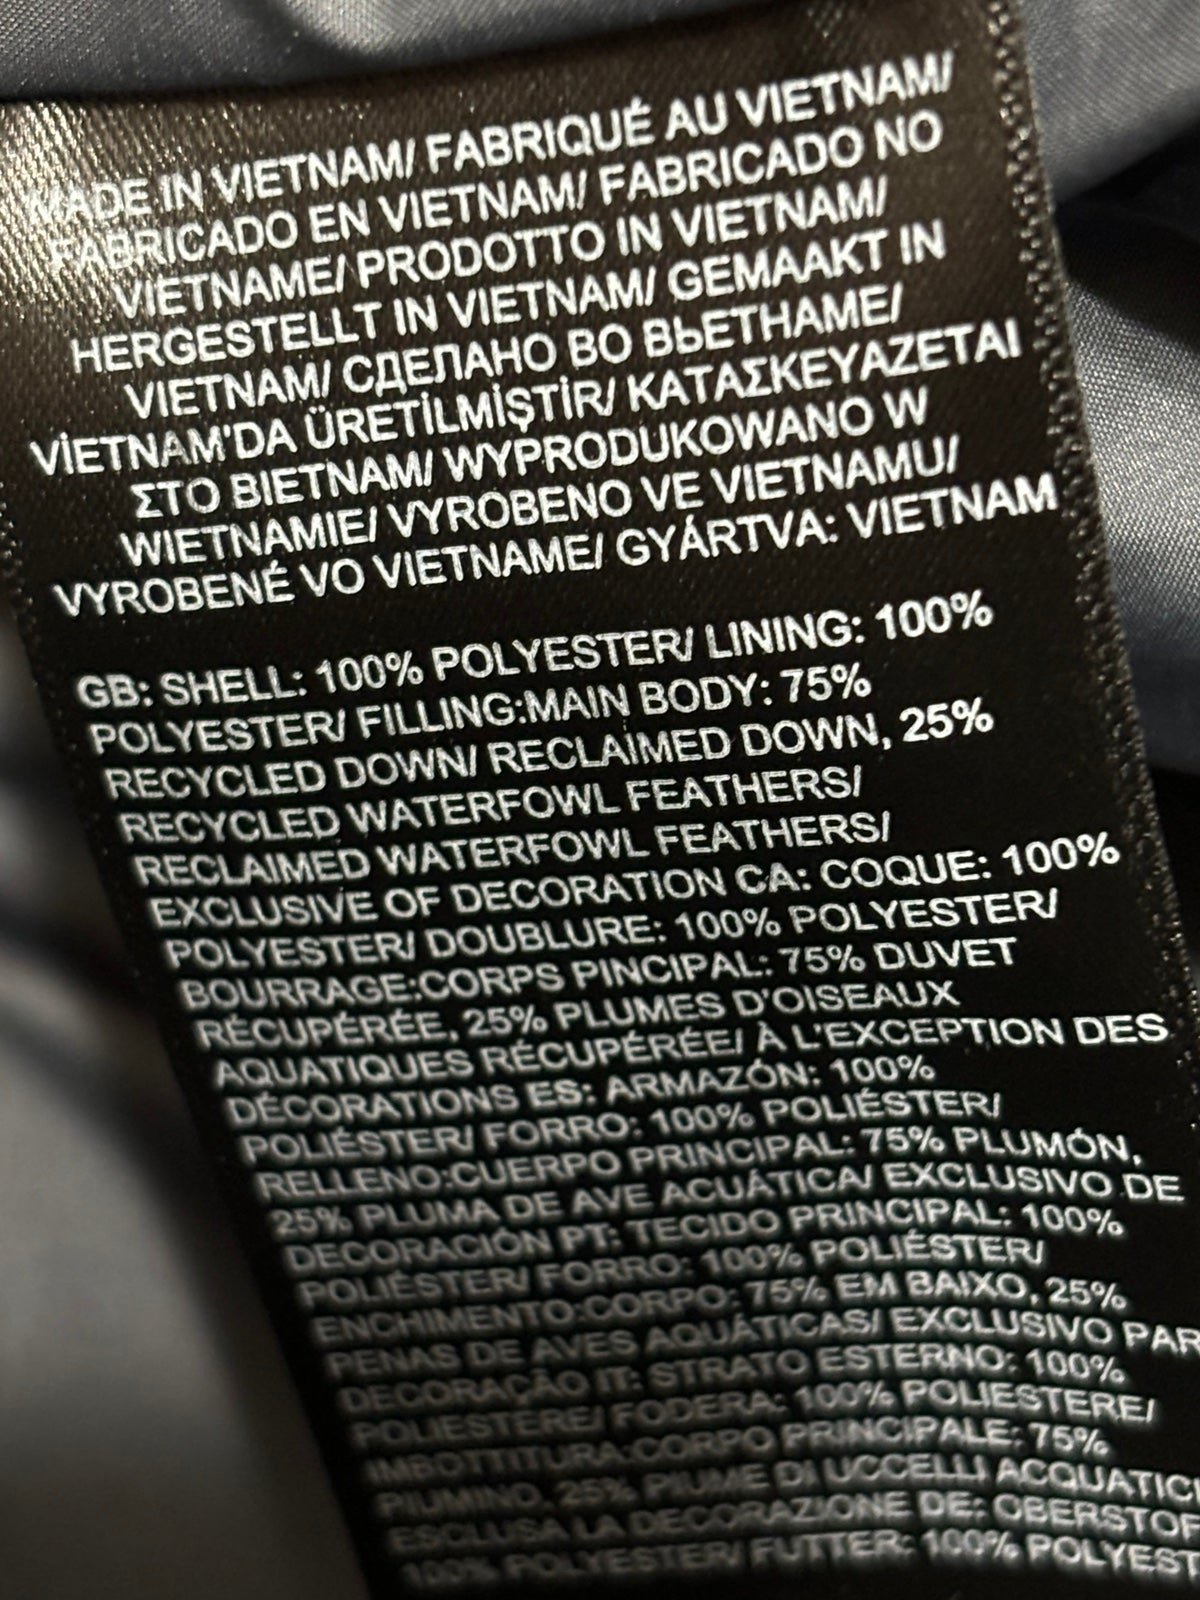 MADE IN VIETNAM/ FABRIQUÉ AU VIETNAM/
FABRICADO EN VIETNAM/ FABRICADO NO
VIETNAME/ PRODOTTO IN VIETNAM/
HERGESTELLT IN VIETNAM/ GEMAAKT IN
VIETNAM/ СДЕЛАНО ВО ВЬЕТНАМЕ/
VİETNAM'DA ÜRETİLMİŞTİR/ ΚΑΤΑΣΚΕΥΑΖΕΤΑΙ
ΣΤΟ ΒΙΕΤΝΑΜ/ WYPRODUKOWANO W
WIETNAMIE/ VYROBENO VE VIETNAMU/
VYROBENÉ VO VIETNAME/ GYÁRTVA: VIETNAM
GB: SHELL: 100% POLYESTER/ LINING: 100%
POLYESTER/ FILLING:MAIN BODY: 75%
RECYCLED DOWN/ RECLAIMED DOWN, 25%
RECYCLED WATERFOWL FEATHERS/
RECLAIMED WATERFOWL FEATHERS/
EXCLUSIVE OF DECORATION CA: COQUE: 100%
POLYESTER/ DOUBLURE: 100% POLYESTER/
BOURRAGE:CORPS PINCIPAL: 75% DUVET
RÉCUPÉRÉE, 25% PLUMES D'OISEAUX
AQUATIQUES RÉCUPÉRÉE/ À L'EXCEPTION DES
DÉCORATIONS ES: ARMAZÓN: 100%
POLIÉSTER/ FORRO: 100% POLIÉSTER/
RELLENO:CUERPO PRINCIPAL: 75% PLUMÓN,
25% PLUMA DE AVE ACUÁTICA/ EXCLUSIVO DE
DECORACIÓN PT: TECIDO PRINCIPAL: 100%
POLIÉSTER/ FORRO: 100% POLIÉSTER/
ENCHIMENTO:CORPO: 75% EM BAIXO, 25%
PENAS DE AVES AQUÁTICAS/ EXCLUSIVO PAR
DECORAÇÃO IT: STRATO ESTERNO: 100%
POLIESTERE/ FODERA: 100% POLIESTERE/
IMBOTTITURA:CORPO PRINCIPALE: 75%
PIUMINO, 25% PIUME DI UCCELLI ACQUATICI
ESCLUSA LA DECORAZIONE DE: OBERSTOF
100% POLYESTER/ FUTTER: 100% POLYEST